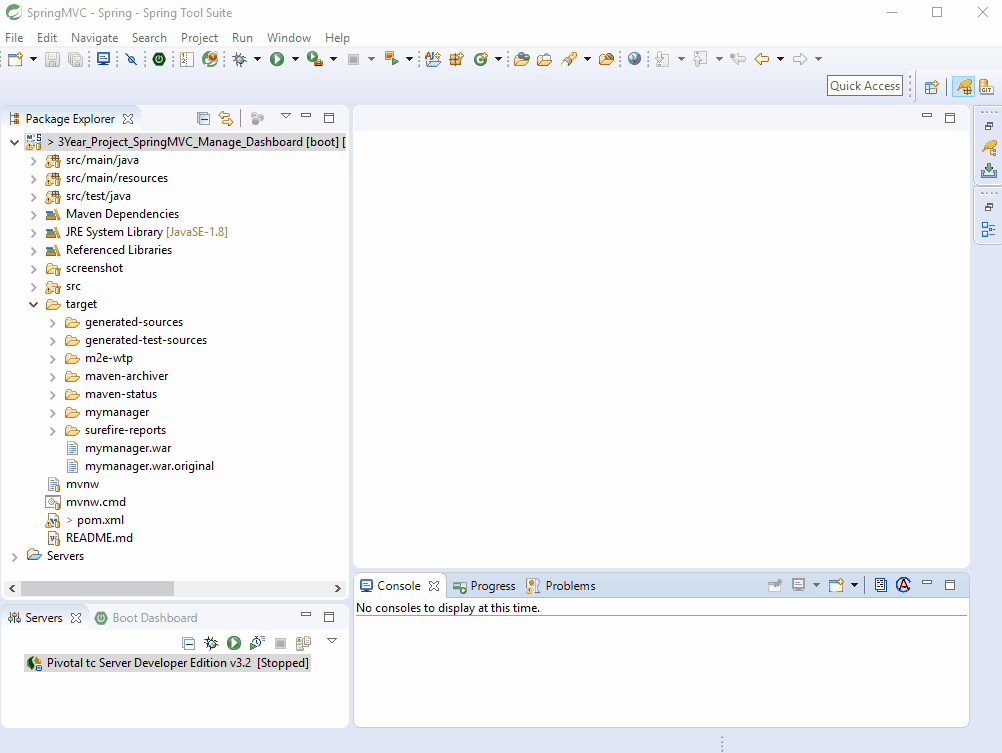 SpringMVC - Spring - Spring Tool Suite
File Edit Navigate Search Project Run Window Help
Quick Access
Package Explorer
> 3Year_Project_SpringMVC_Manage_Dashboard [boot] [
src/main/java
src/main/resources
src/test/java
Maven Dependencies
JRE System Library [JavaSE-1.8]
Referenced Libraries
screenshot
src
target
generated-sources
generated-test-sources
m2e-wtp
maven-archiver
maven-status
mymanager
surefire-reports
mymanager.war
mymanager.war.original
mvnw
mvnw.cmd
> pom.xml
README.md
Servers
Console Progress Problems
No consoles to display at this time.
Servers Boot Dashboard
Pivotal tc Server Developer Edition v3.2 [Stopped]